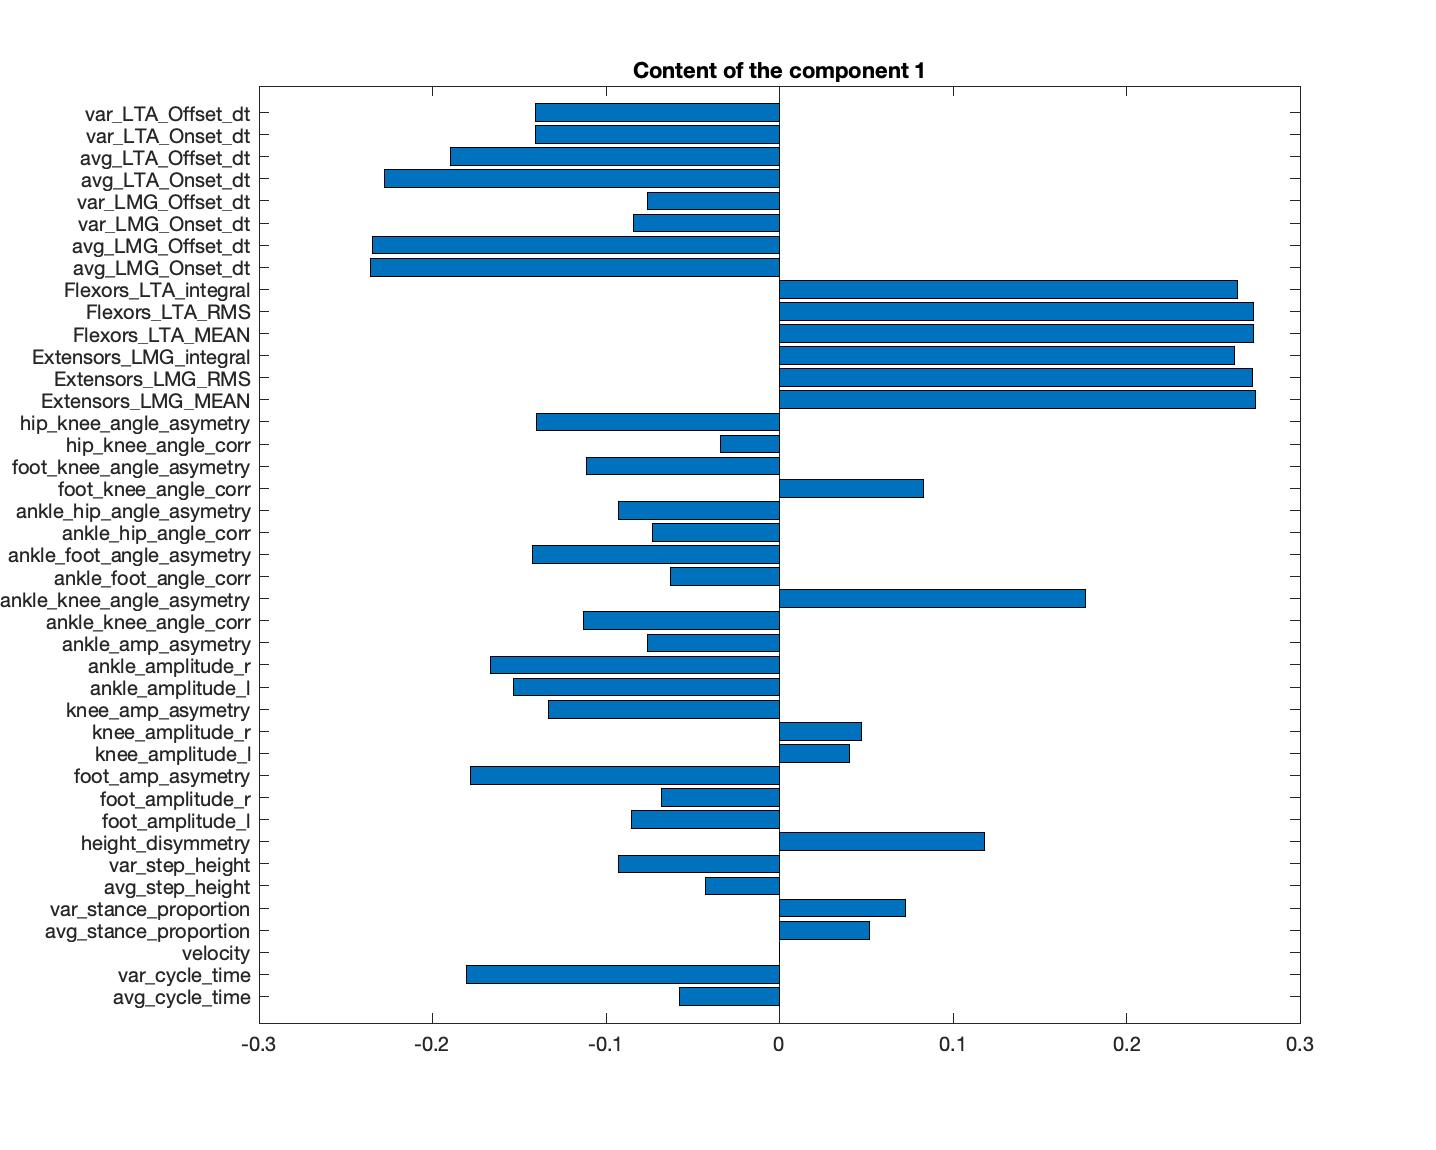 Content of the component 1
var_LTA_Offset_dt
var_LTA_Onset_dt
avg_LTA_Offset_dt
avg_LTA_Onset_dt
var_LMG_Offset_dt
var_LMG_Onset_dt
avg_LMG_Offset_dt
avg_LMG_Onset_dt
Flexors_LTA_integral
Flexors_LTA_RMS
Flexors_LTA_MEAN
Extensors_LMG_integral
Extensors_LMG_RMS
Extensors_LMG_MEAN
hip_knee_angle_asymetry
hip_knee_angle_corr
foot_knee_angle_asymetry
foot_knee_angle_corr
ankle_hip_angle_asymetry
ankle_hip_angle_corr
ankle_foot_angle_asymetry
ankle_foot_angle_corr
ankle_knee_angle_asymetry
ankle_knee_angle_corr
ankle_amp_asymetry
ankle_amplitude_r
ankle_amplitude_l
knee_amp_asymetry
knee_amplitude_r
knee_amplitude_l
foot_amp_asymetry
foot_amplitude_r
foot_amplitude_l
height_disymmetry
var_step_height
avg_step_height
var_stance_proportion
avg_stance_proportion
velocity
var_cycle_time
avg_cycle_time
-0.3 -0.2 -0.1 0 0.1 0.2 0.3